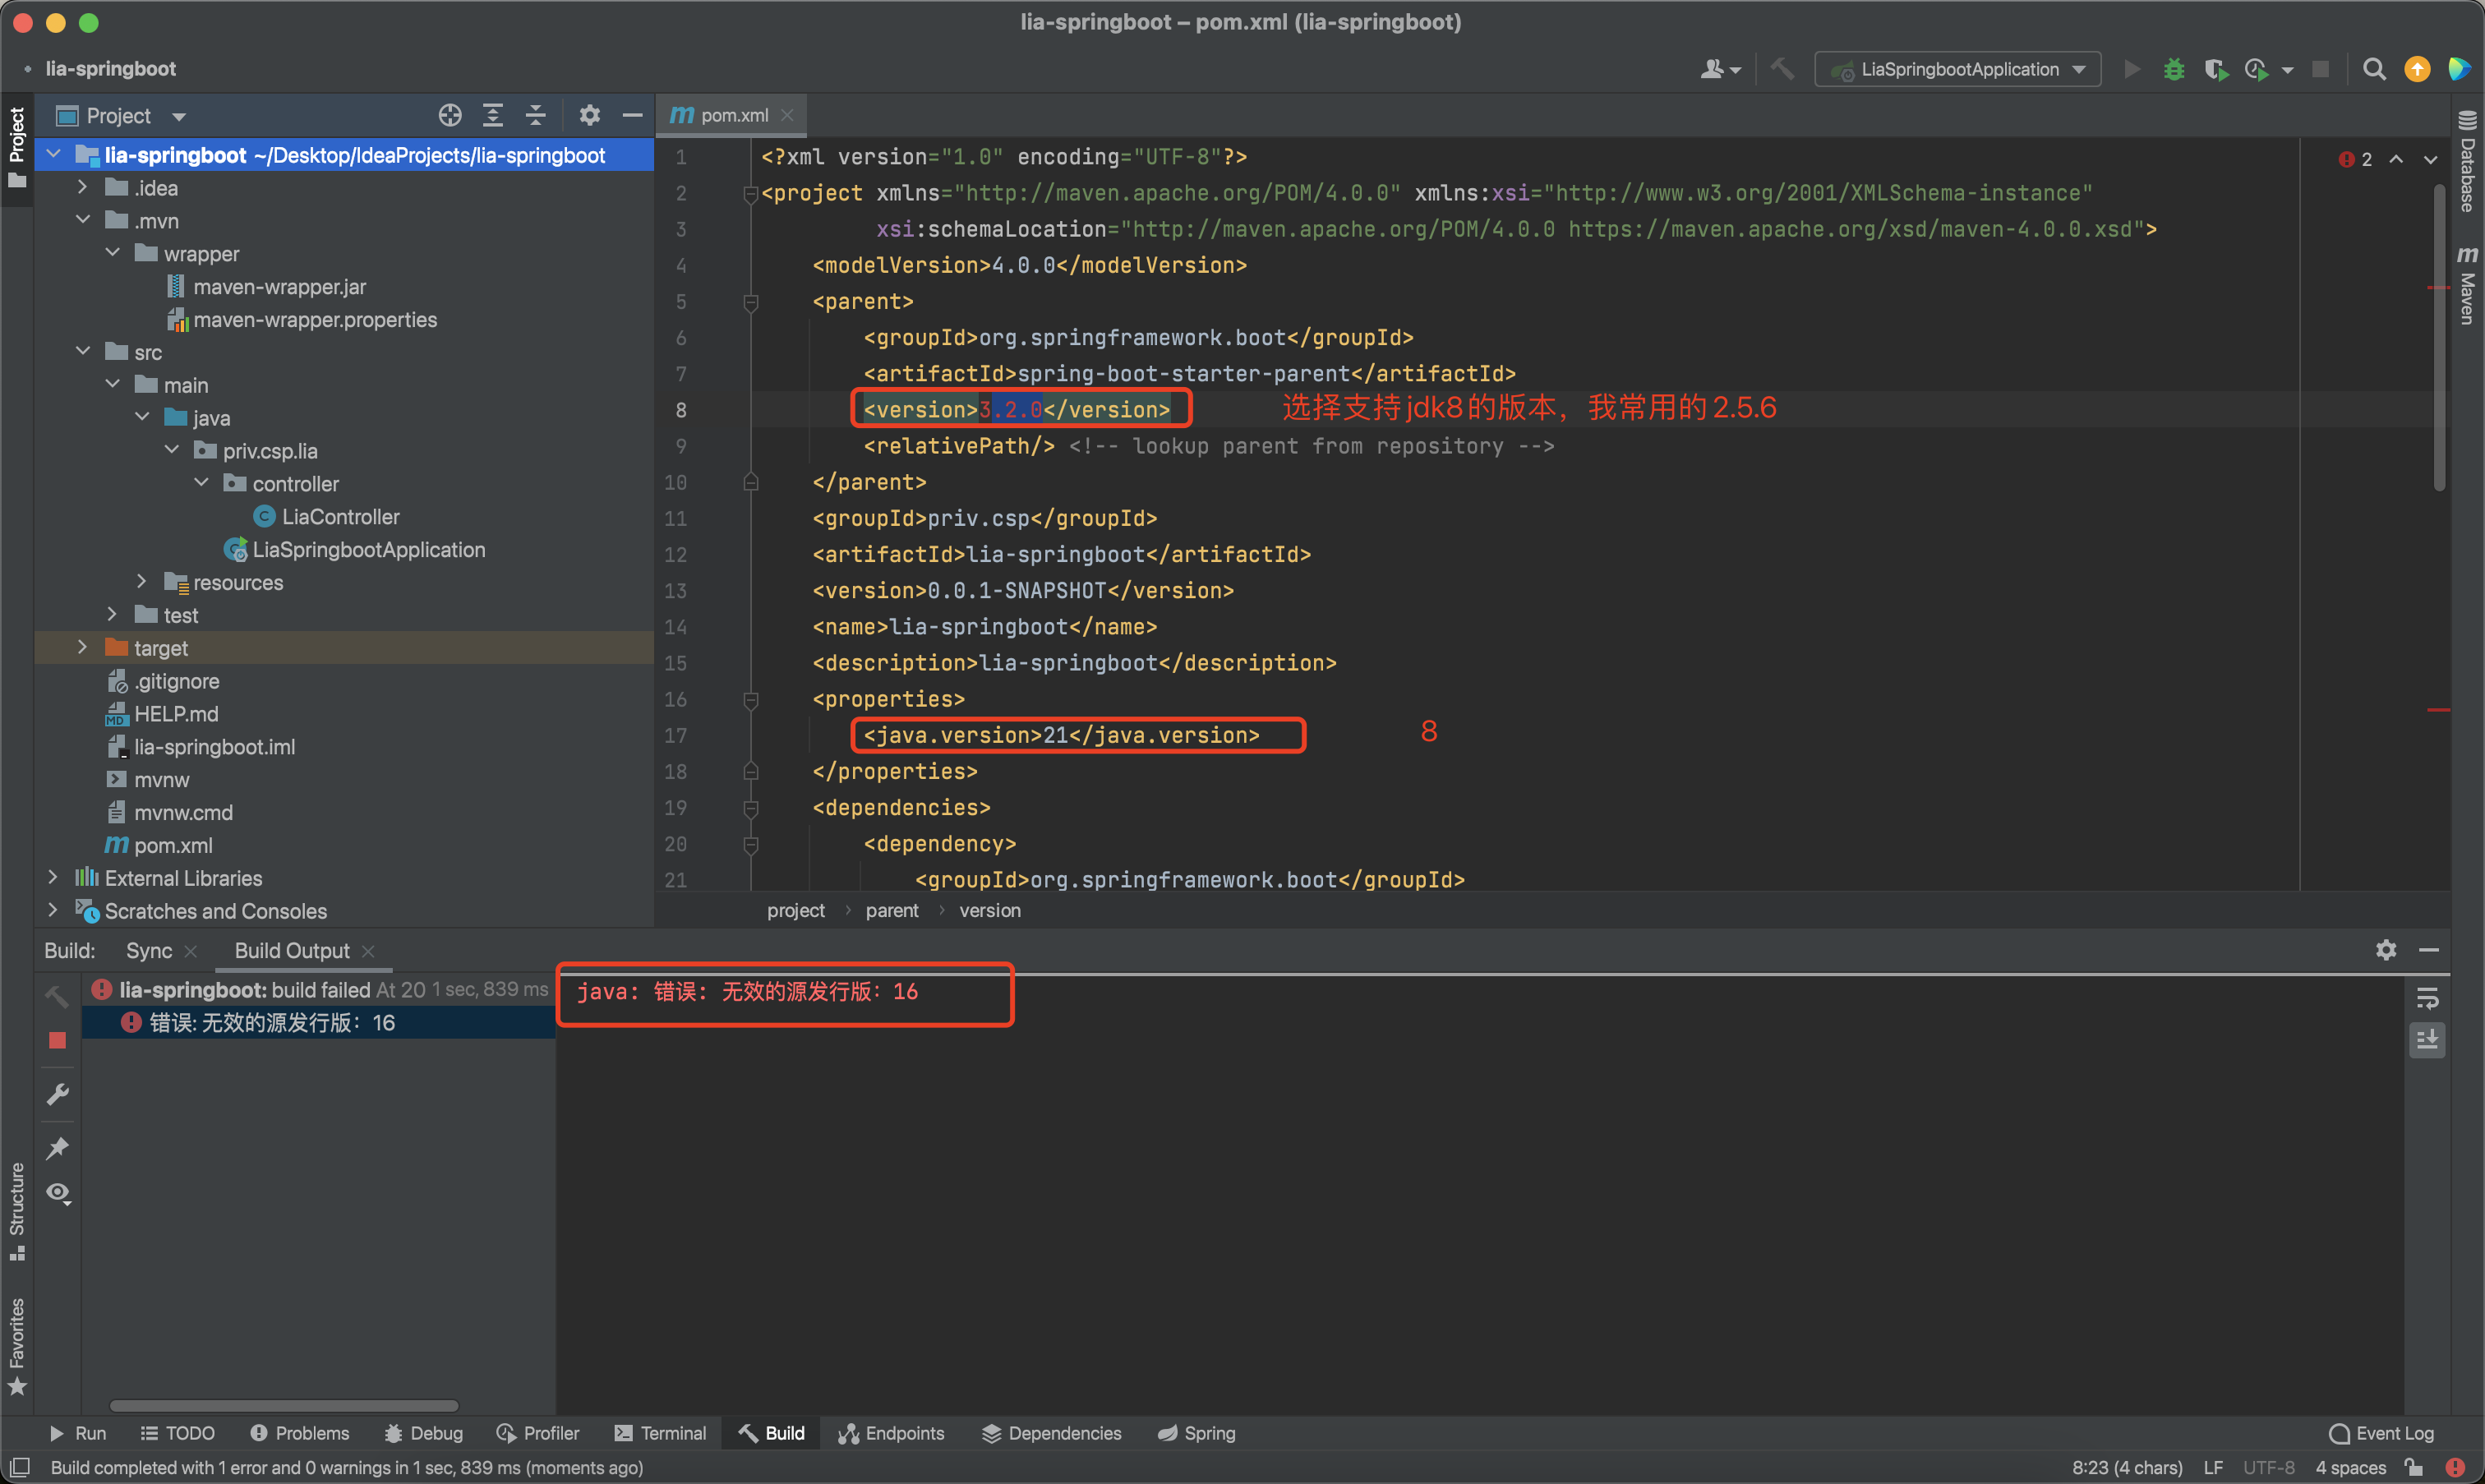 lia-springboot – pom.xml (lia-springboot)
lia-springboot
LiaSpringbootApplication
Project
Project
lia-springboot ~/Desktop/IdeaProjects/lia-springboot
.idea
.mvn
wrapper
maven-wrapper.jar
maven-wrapper.properties
src
main
java
priv.csp.lia
controller
LiaController
LiaSpringbootApplication
resources
test
target
.gitignore
HELP.md
lia-springboot.iml
mvnw
mvnw.cmd
pom.xml
External Libraries
Scratches and Consoles
pom.xml
1 <?xml version="1.0" encoding="UTF-8"?>
2 <project xmlns="http://maven.apache.org/POM/4.0.0" xmlns:xsi="http://www.w3.org/2001/XMLSchema-instance"
3 xsi:schemaLocation="http://maven.apache.org/POM/4.0.0 https://maven.apache.org/xsd/maven-4.0.0.xsd">
4 <modelVersion>4.0.0</modelVersion>
5 <parent>
6 <groupId>org.springframework.boot</groupId>
7 <artifactId>spring-boot-starter-parent</artifactId>
8 <version>3.2.0</version> 选择支持jdk8的版本，我常用的2.5.6
9 <relativePath/> <!-- lookup parent from repository -->
10 </parent>
11 <groupId>priv.csp</groupId>
12 <artifactId>lia-springboot</artifactId>
13 <version>0.0.1-SNAPSHOT</version>
14 <name>lia-springboot</name>
15 <description>lia-springboot</description>
16 <properties>
17 <java.version>21</java.version> 8
18 </properties>
19 <dependencies>
20 <dependency>
21 <groupId>org.springframework.boot</groupId>
2
Database
m Maven
project › parent › version
Build: Sync Build Output
lia-springboot: build failed At 20 1 sec, 839 ms
错误: 无效的源发行版：16
java: 错误: 无效的源发行版：16
Structure
Favorites
Run TODO Problems Debug Profiler Terminal Build Endpoints Dependencies Spring Event Log
Build completed with 1 error and 0 warnings in 1 sec, 839 ms (moments ago) 8:23 (4 chars) LF UTF-8 4 spaces